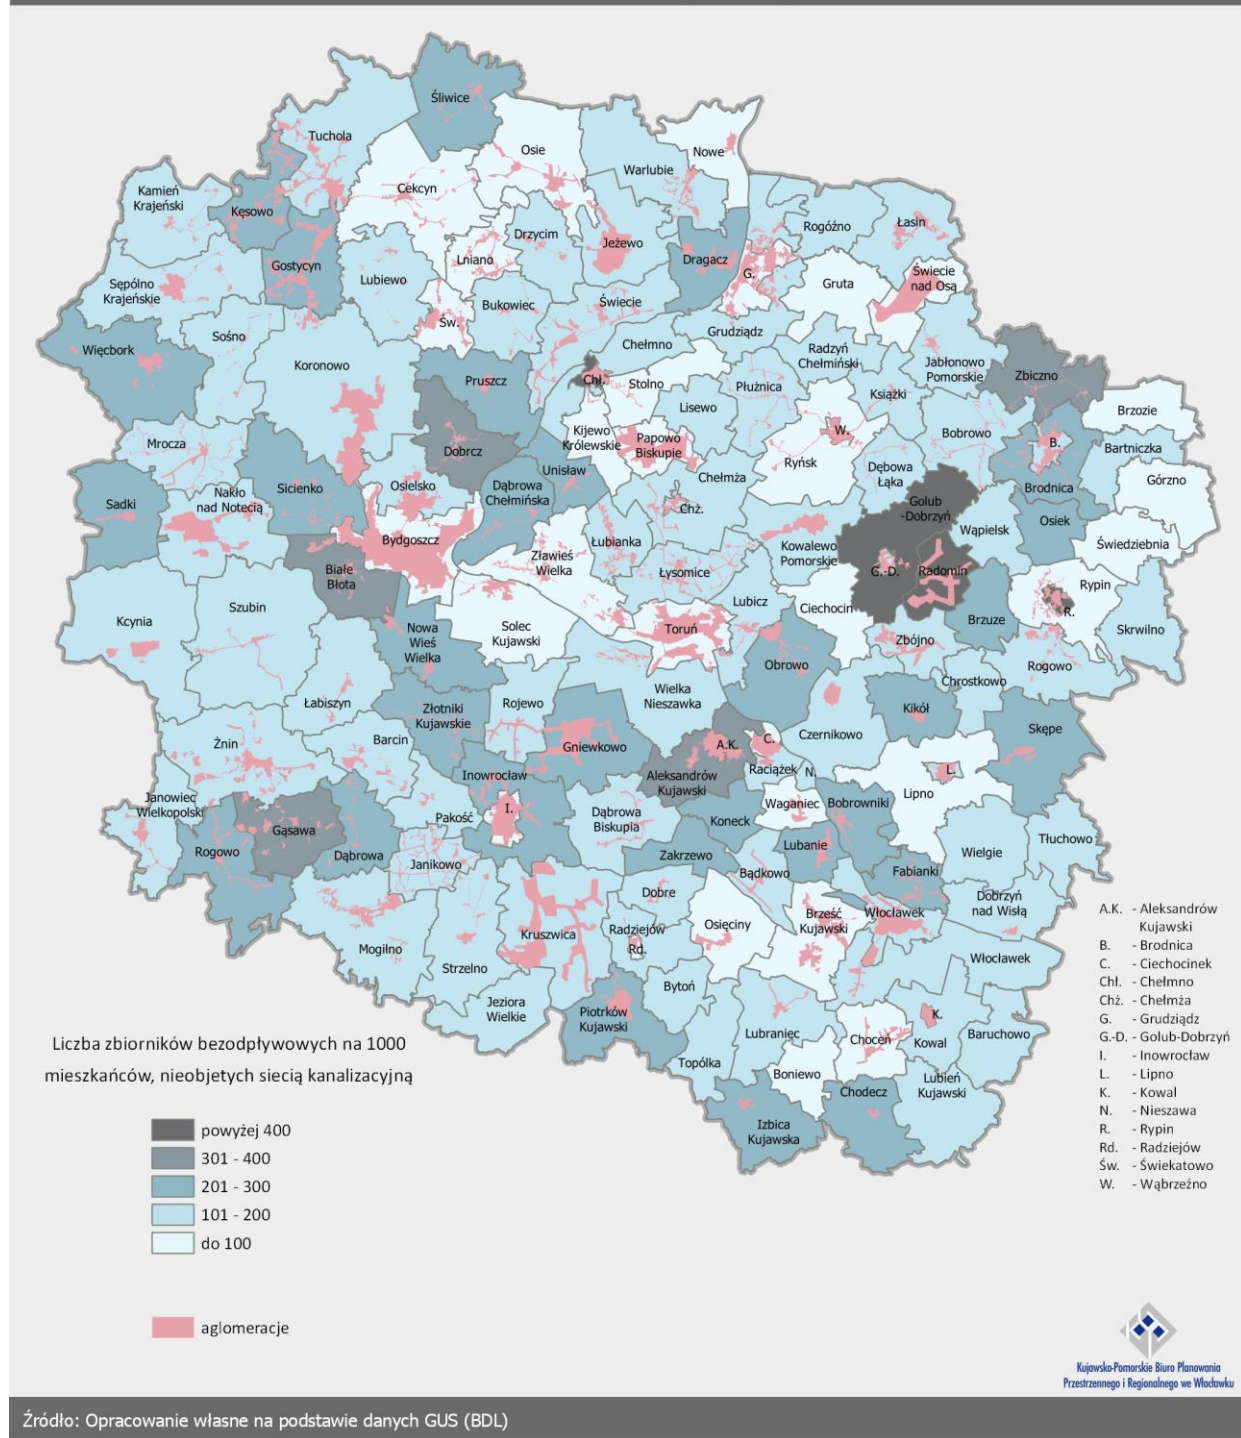 Śliwice
Tuchola
Osie
Nowe
Warlubie
Cekcyn
Kamień
Krajeński
Kęsowo
Rogóźno
Łasin
Drzycim
Jeżewo
Lniano
Dragacz
Gostycyn
G.
Świecie
nad Osą
Gruta
Lubiewo
Sępólno
Krajeńskie
Bukowiec
Świecie
Św.
Grudziądz
Sośno
Chełmno
Więcbork
Radzyń
Chełmiński
Jabłonowo
Pomorskie
Koronowo
Zbiczno
Pruszcz
Chł.
Stolno
Płużnica
Książki
Lisewo
Brzozie
Kijewo
Królewskie
W.
Bobrowo
B.
Mrocza
Dobrcz
Papowo
Biskupie
Bartniczka
Ryńsk
Unisław
Dębowa
Łąka
Chełmża
Górzno
Osielsko
Dąbrowa
Chełmińska
Brodnica
Sicienko
Nakło
nad Notecią
Sadki
Golub
-Dobrzyń
Chż.
Osiek
Wąpielsk
Bydgoszcz
Łubianka
Świedziebnia
Kowalewo
Pomorskie
Zławieś
Wielka
Białe
Błota
Łysomice
G.-D.
Radomin
Rypin
Szubin
Lubicz
Ciechocin
R.
Kcynia
Solec
Kujawski
Nowa
Wieś
Wielka
Toruń
Brzuze
Skrwilno
Zbójno
Obrowo
Rogowo
Chrostkowo
Wielka
Nieszawka
Łabiszyn
Rojewo
Złotniki
Kujawskie
Kikół
Czernikowo
Skępe
Barcin
Żnin
Gniewkowo
A.K.
C.
Inowrocław
Raciążek
N.
Aleksandrów
Kujawski
L.
Lipno
Janowiec
Wielkopolski
Waganiec
Bobrowniki
I.
Dąbrowa
Biskupia
Pakość
Koneck
Gąsawa
Tłuchowo
Rogowo
Dąbrowa
Zakrzewo
Lubanie
Wielgie
Janikowo
Bądkowo
Fabianki
Dobre
Dobrzyń
nad Wisłą
Włocławek
Brześć
Kujawski
Osięciny
Kruszwica
Radziejów
Rd.
Mogilno
Włocławek
Strzelno
Bytoń
Jeziora
Wielkie
Piotrków
Kujawski
K.
Lubraniec
Choceń
Kowal
Baruchowo
Topólka
Boniewo
Lubień
Kujawski
Chodecz
Izbica
Kujawska
A.K. - Aleksandrów
Kujawski
B. - Brodnica
C. - Ciechocinek
Chł. - Chełmno
Chż. - Chełmża
G. - Grudziądz
G.-D. - Golub-Dobrzyń
I. - Inowrocław
L. - Lipno
K. - Kowal
N. - Nieszawa
R. - Rypin
Rd. - Radziejów
Św. - Świekatowo
W. - Wąbrzeźno
Liczba zbiorników bezodpływowych na 1000
mieszkańców, nieobjetych siecią kanalizacyjną
powyżej 400
301 - 400
201 - 300
101 - 200
do 100
aglomeracje
Kujawsko-Pomorskie Biuro Planowania
Przestrzennego i Regionalnego we Włocławku
Źródło: Opracowanie własne na podstawie danych GUS (BDL)